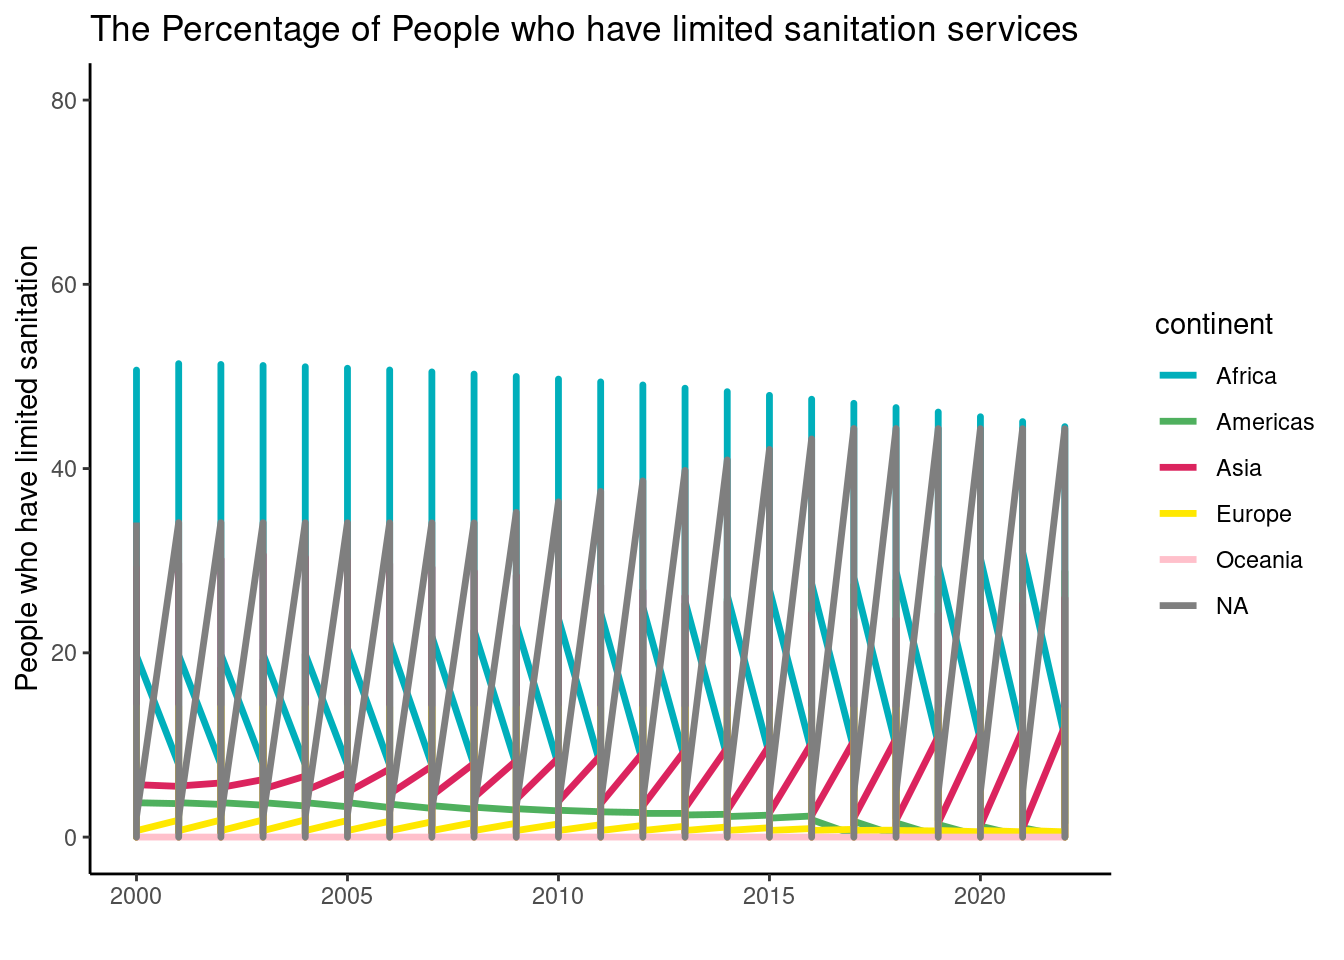 The Percentage of People who have limited sanitation services
People who have limited sanitation
80
60
40
20
0
2000
2005
2010
2015
2020
continent
Africa
Americas
Asia
Europe
Oceania
NA